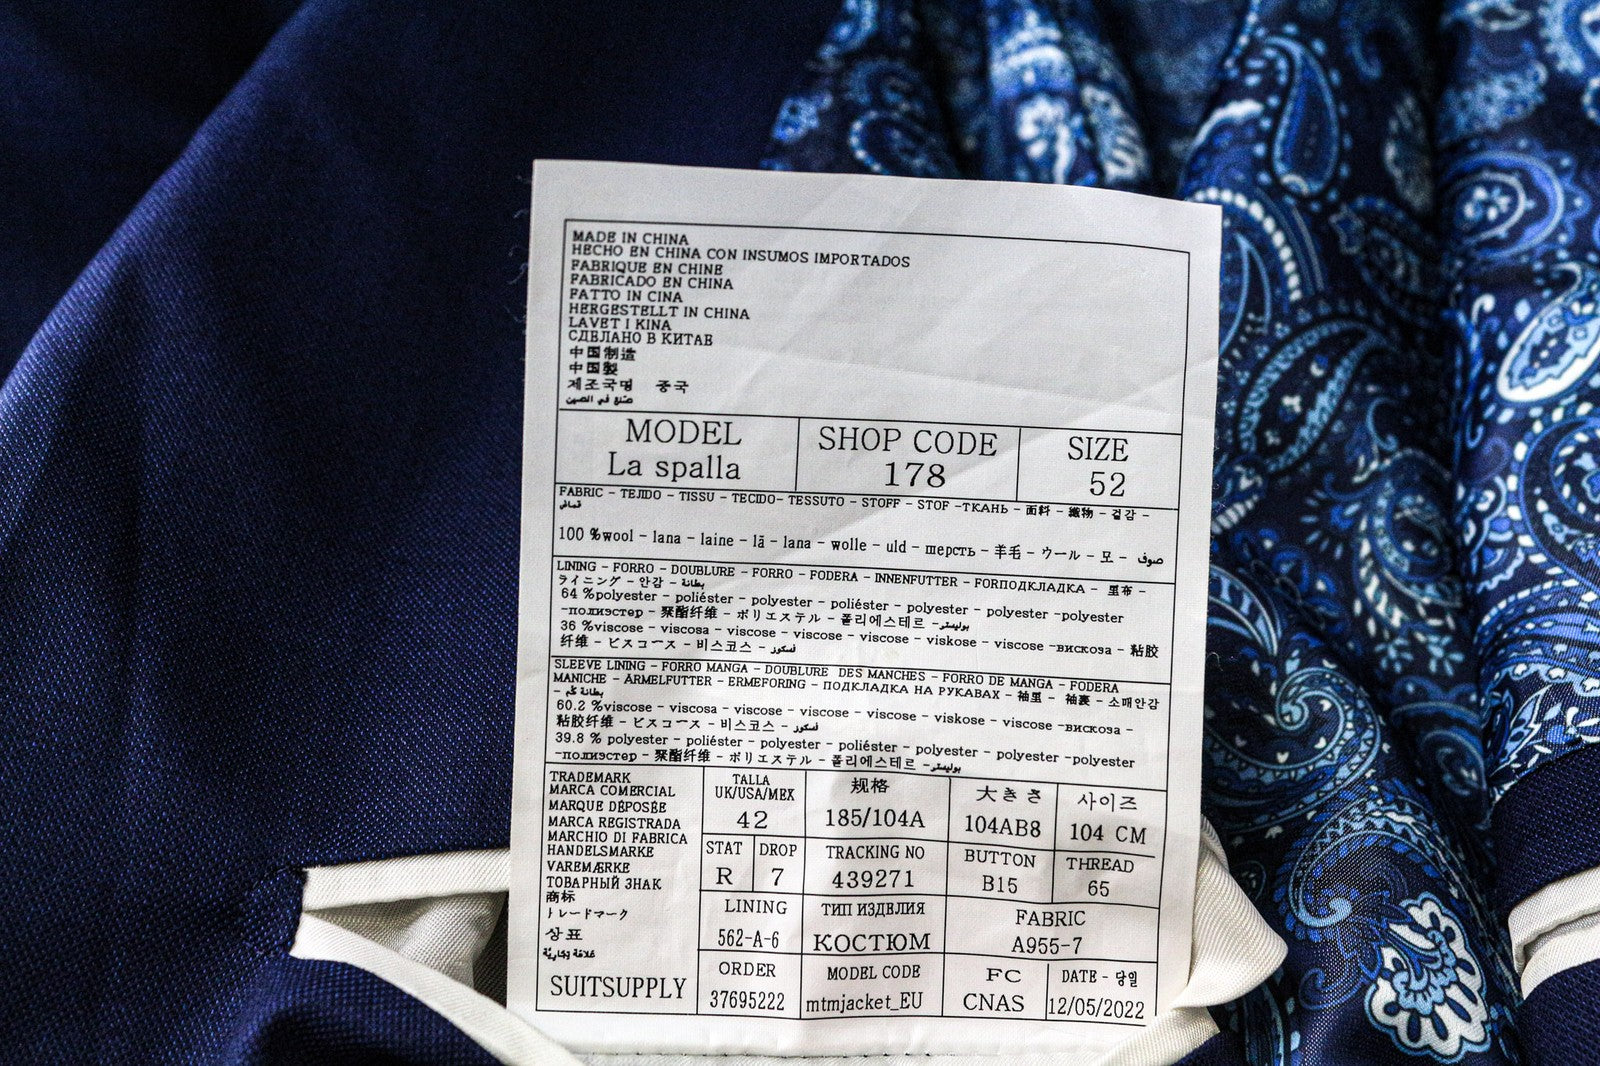 MADE IN CHINA
HECHO EN CHINA CON INSUMOS IMPORTADOS
FABRIQUE EN CHINE
FABRICADO EN CHINA
FATTO IN CINA
HERGESTELLT IN CHINA
LAVET I KINA
СДЕЛАНО В КИТАЕ
中国制造
中国製
제조국명 중국
صنع في الصين
MODEL
La spalla
SHOP CODE
178
SIZE
52
FABRIC - TEJIDO - TISSU - TECIDO- TESSUTO - STOFF - STOF -ТКАНЬ - 面料 - 織物 - 겉감 -
100 %wool - lana - laine - lã - lana - wolle - uld - шерсть - 羊毛 - ウール - 모 - صوف
LINING - FORRO - DOUBLURE - FORRO - FODERA - INNENFUTTER - FORПОДКЛАДКА - 里布 -
ライニング - 안감 - بطانة
64 %polyester - poliéster - polyester - poliéster - polyester - polyester -polyester
-полиэстер - 聚酯纤维 - ポリエステル - 폴리에스테르 -بوليستر
36 %viscose - viscosa - viscose - viscose - viscose - viskose - viscose -вискоза - 粘胶
纤维 - ビスコース - 비스코스 - فسكوز
SLEEVE LINING - FORRO MANGA - DOUBLURE DES MANCHES - FORRO DE MANGA - FODERA
MANICHE - ÄRMELFUTTER - ERMEFORING - ПОДКЛАДКА НА РУКАВАХ - 袖里 - 袖裏 - 소매안감
- بطانة كم
60.2 %viscose - viscosa - viscose - viscose - viscose - viskose - viscose -вискоза -
粘胶纤维 - ビスコース - 비스코스 - فسكوز
39.8 % polyester - poliéster - polyester - poliéster - polyester - polyester -polyester
-полиэстер - 聚酯纤维 - ポリエステル - 폴리에스테르 -بوليستر
TRADEMARK
MARCA COMERCIAL
MARQUE DÉPOSÉE
MARCA REGISTRADA
MARCHIO DI FABRICA
HANDELSMARKE
VAREMÆRKE
ТОВАРНЫЙ ЗНАК
商标
トレードマーク
상표
علامة تجارية
SUITSUPPLY
TALLA
UK/USA/MEX
42
规格
185/104A
大きさ
104AB8
사이즈
104 CM
STAT
R
DROP
7
TRACKING NO
439271
BUTTON
B15
THREAD
65
LINING
562-A-6
ТИП ИЗДЕЛИЯ
КОСТЮМ
FABRIC
A955-7
ORDER
37695222
MODEL CODE
mtmjacket_EU
FC
CNAS
DATE - 당일
12/05/2022